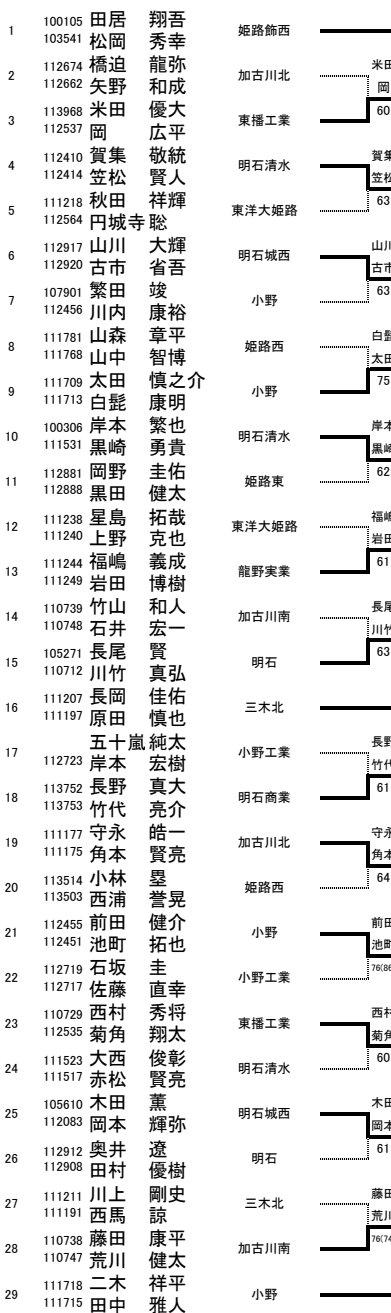 1 100105 田居 翔吾 姫路飾西
103541 松岡 秀幸
2 112674 橋迫 龍弥 加古川北
112662 矢野 和成
米田
岡
60
3 113968 米田 優大 東播工業
112537 岡 広平
4 112410 賀集 敬統 明石清水
112414 笠松 賢人
賀集
笠松
63
5 111218 秋田 祥輝 東洋大姫路
112564 円城寺 聡
6 112917 山川 大輝 明石城西
112920 古市 省吾
山川
古市
63
7 107901 繁田 竣 小野
112456 川内 康裕
8 111781 山森 章平 姫路西
111768 山中 智博
白髭
太田
75
9 111709 太田 慎之介 小野
111713 白髭 康明
10 100306 岸本 繁也 明石清水
111531 黒崎 勇貴
岸本
黒崎
62
11 112881 岡野 圭佑 姫路東
112888 黒田 健太
12 111238 星島 拓哉 東洋大姫路
111240 上野 克也
福嶋
岩田
61
13 111244 福嶋 義成 龍野実業
111249 岩田 博樹
14 110739 竹山 和人 加古川南
110748 石井 宏一
長尾
川竹
63
15 105271 長尾 賢 明石
110712 川竹 真弘
16 111207 長岡 佳佑 三木北
111197 原田 慎也
17 五十嵐 純太 小野工業
112723 岸本 宏樹
長野
竹代
61
18 113752 長野 真大 明石商業
113753 竹代 亮介
19 111177 守永 皓一 加古川北
111175 角本 賢亮
守永
角本
64
20 113514 小林 塁 姫路西
113503 西浦 誉晃
21 112455 前田 健介 小野
112451 池町 拓也
前田
池町
76(86
22 112719 石坂 圭 小野工業
112717 佐藤 直幸
23 110729 西村 秀将 東播工業
112535 菊角 翔太
西村
菊角
60
24 111523 大西 俊彰 明石清水
111517 赤松 賢亮
25 105610 木田 薫 明石城西
112083 岡本 輝弥
木田
岡本
61
26 112912 奥井 遼 明石
112908 田村 優樹
27 111211 川上 剛史 三木北
111191 西馬 諒
藤田
荒川
76(74
28 110738 藤田 康平 加古川南
110747 荒川 健太
29 111718 二木 祥平 小野
111715 田中 雅人